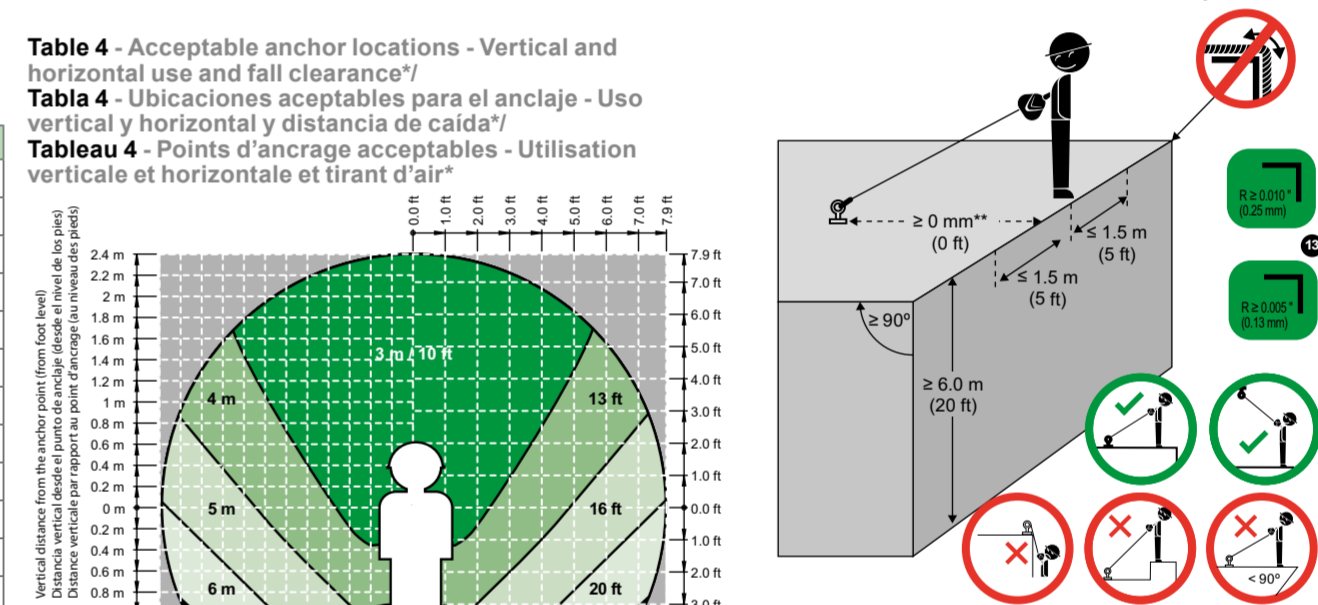 Table 4 - Acceptable anchor locations - Vertical and
horizontal use and fall clearance*/
Tabla 4 - Ubicaciones aceptables para el anclaje - Uso
vertical y horizontal y distancia de caída*/
Tableau 4 - Points d'ancrage acceptables - Utilisation
verticale et horizontale et tirant d'air*
Vertical distance from the anchor point (from foot level)
Distancia vertical desde el punto de anclaje (desde el nivel de los pies)
Distance verticale par rapport au point d'ancrage (au niveau des pieds)
0.0 ft
1.0 ft
2.0 ft
3.0 ft
4.0 ft
5.0 ft
6.0 ft
7.0 ft
7.9 ft
2.4 m
2.2 m
2 m
1.8 m
1.6 m
1.4 m
1.2 m
1 m
0.8 m
0.6 m
0.4 m
0.2 m
0 m
0.2 m
0.4 m
0.6 m
0.8 m
3 m / 10 ft
4 m
13 ft
5 m
16 ft
6 m
20 ft
7.9 ft
7.0 ft
6.0 ft
5.0 ft
4.0 ft
3.0 ft
2.0 ft
1.0 ft
0.0 ft
1.0 ft
2.0 ft
3.0 ft
≥ 0 mm**
(0 ft)
≤ 1.5 m
(5 ft)
≤ 1.5 m
(5 ft)
≥ 90º
≥ 6.0 m
(20 ft)
R ≥ 0.010 "
(0.25 mm)
13
R ≥ 0.005 "
(0.13 mm)
< 90º